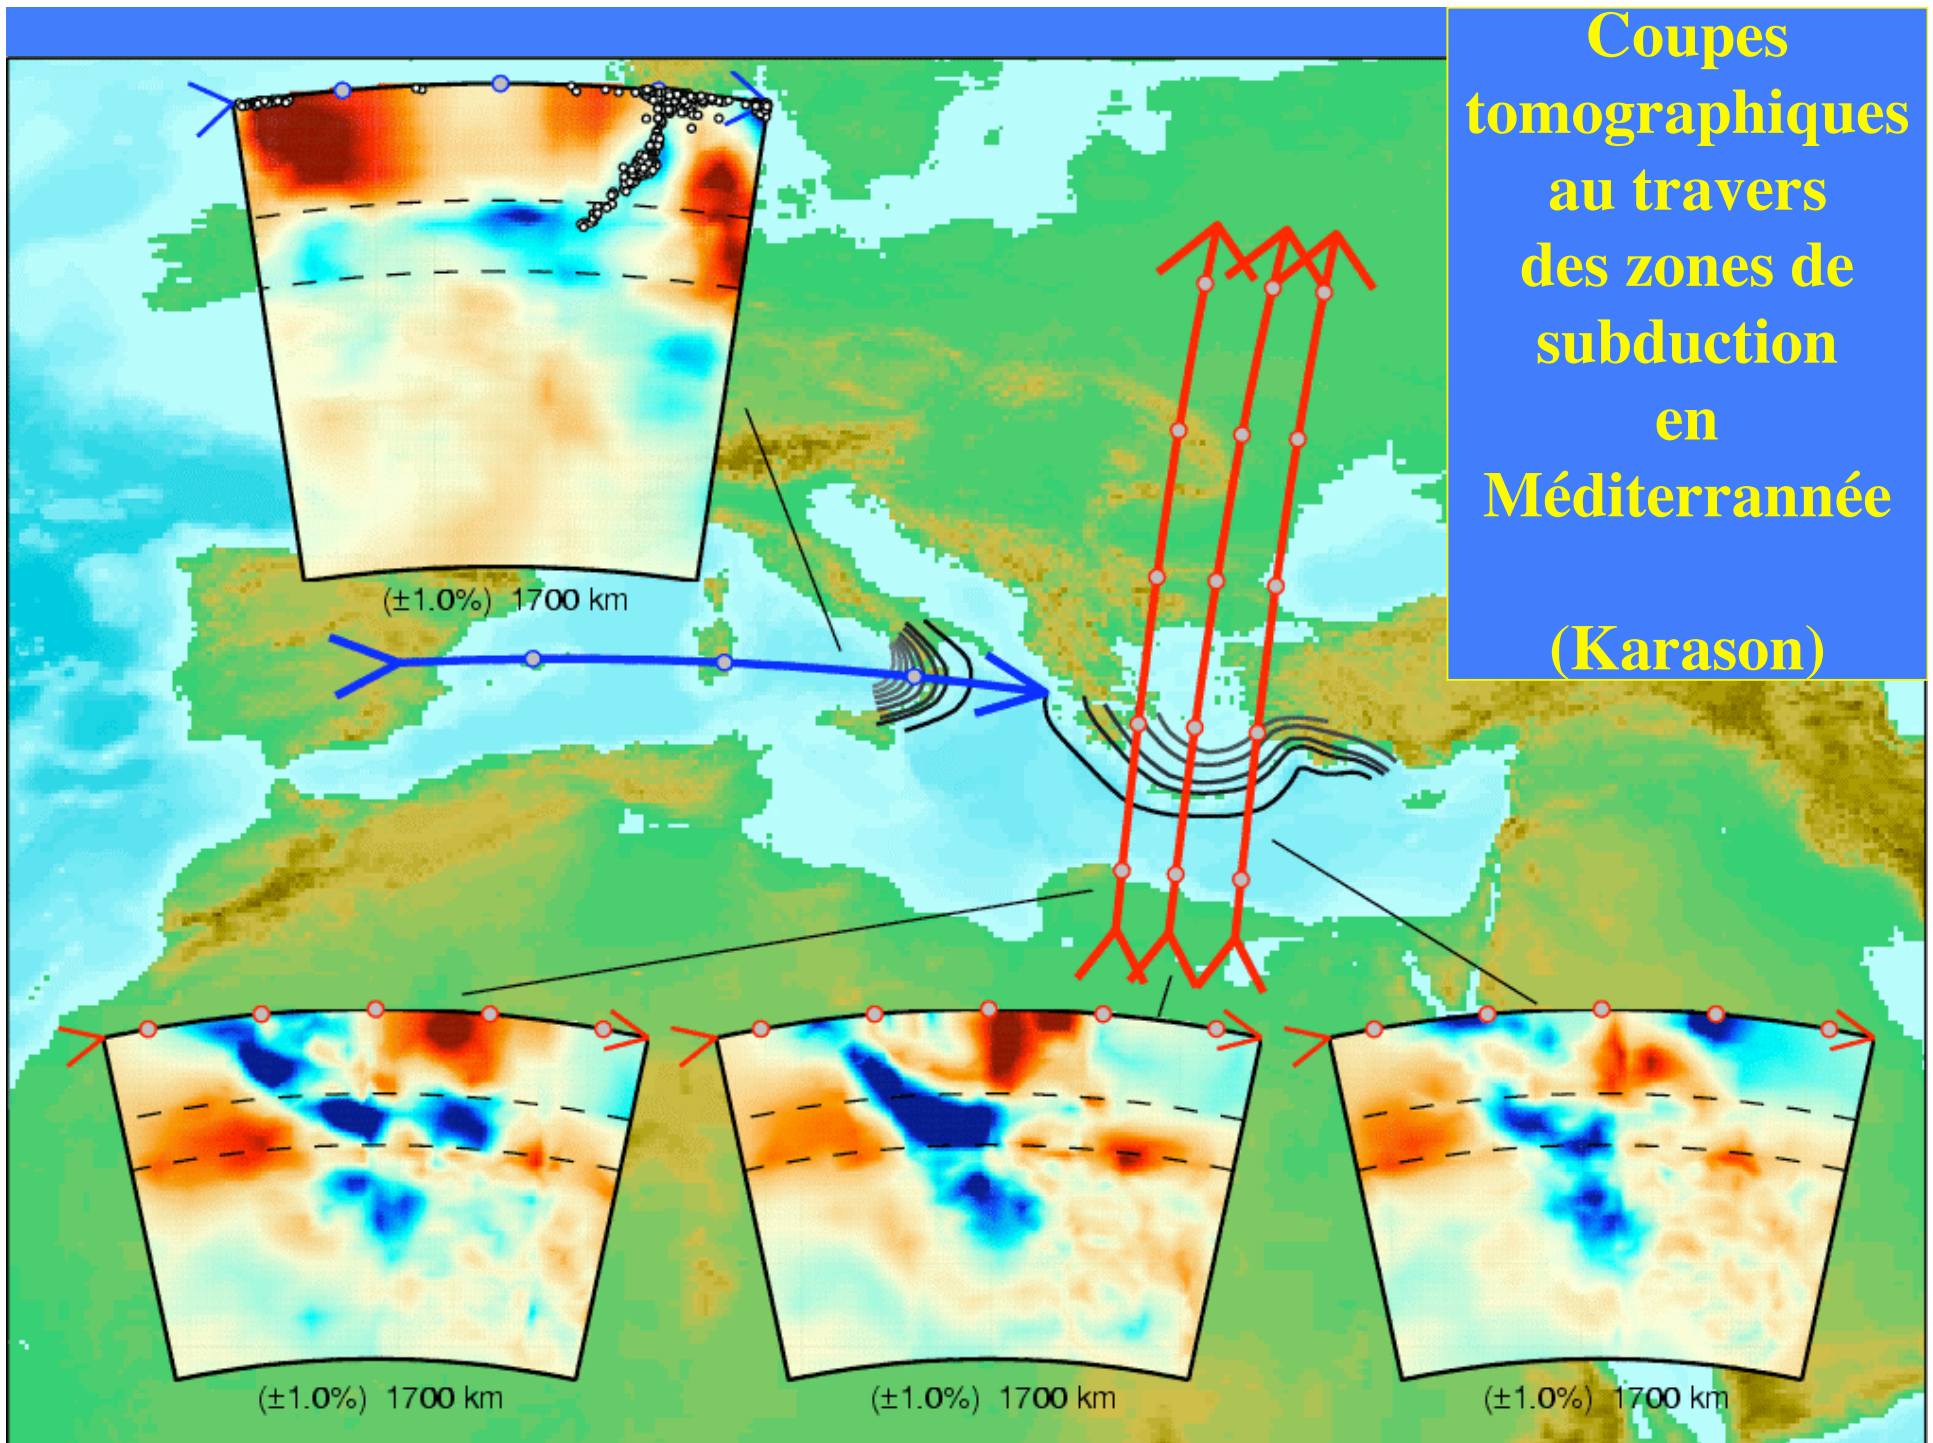 Coupes
tomographiques
au travers
des zones de
subduction
en
Méditerrannée
(Karason)
(±1.0%) 1700 km
(±1.0%) 1700 km
(±1.0%) 1700 km
(±1.0%) 1700 km